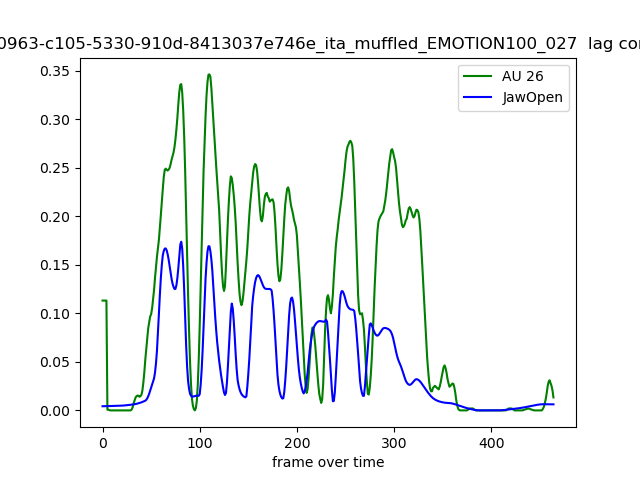 0963-c105-5330-910d-8413037e746e_ita_muffled_EMOTION100_027 lag
AU 26
JawOpen
0.35
0.30
0.25
0.20
0.15
0.10
0.05
0.00
0 100 200 300 400
frame over time